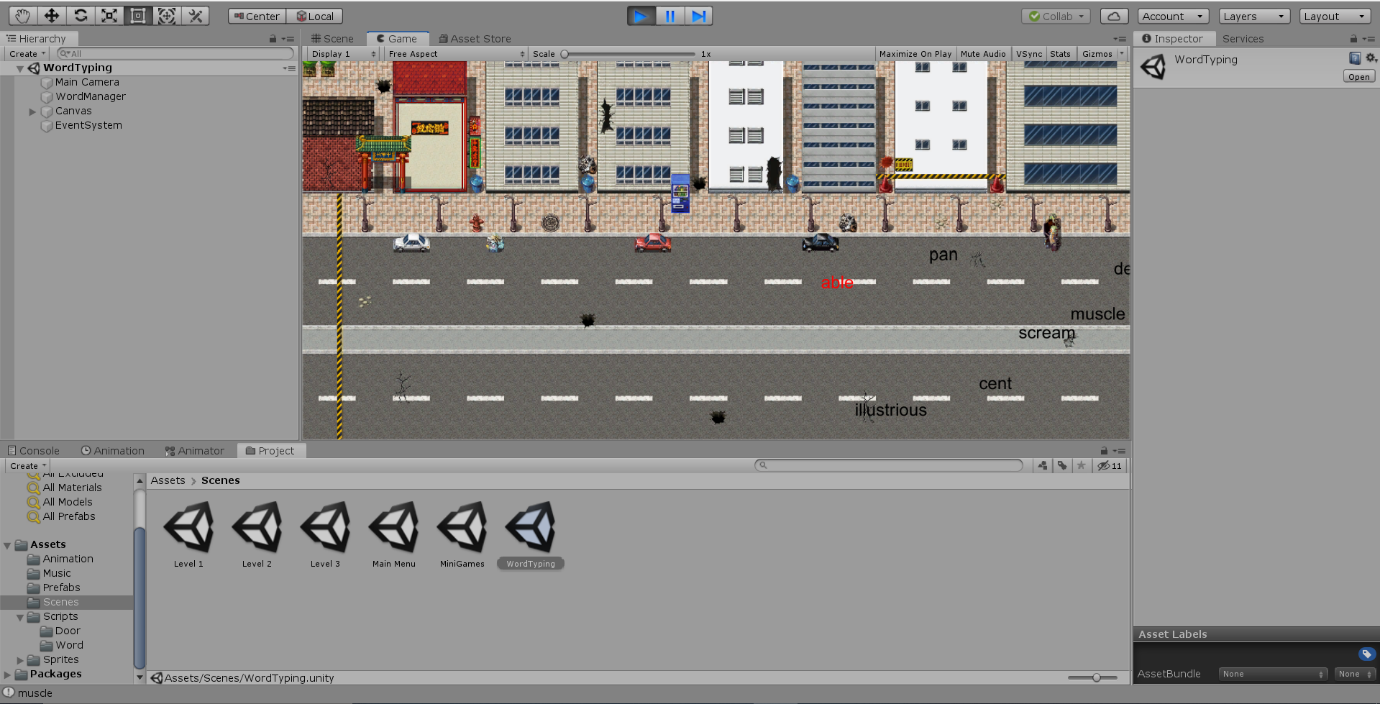 Center Local Collab Account Layers Layout
Hierarchy Scene Game Asset Store Inspector Services
Create All Display 1 Free Aspect Scale 1x Maximize On Play Mute Audio VSync Stats Gizmos
WordTyping
WordTyping
Open
Main Camera
WordManager
Canvas
EventSystem
pan
de
able
muscle
scream
cent
illustrious
Console Animation Animator Project
Create 11
All Excluded
All Materials
All Models
All Prefabs
Assets
Animation
Music
Prefabs
Scenes
Scripts
Door
Word
Sprites
Packages
Assets > Scenes
Level 1 Level 2 Level 3 Main Menu MiniGames WordTyping
Assets/Scenes/WordTyping.unity
Asset Labels
AssetBundle None None
muscle